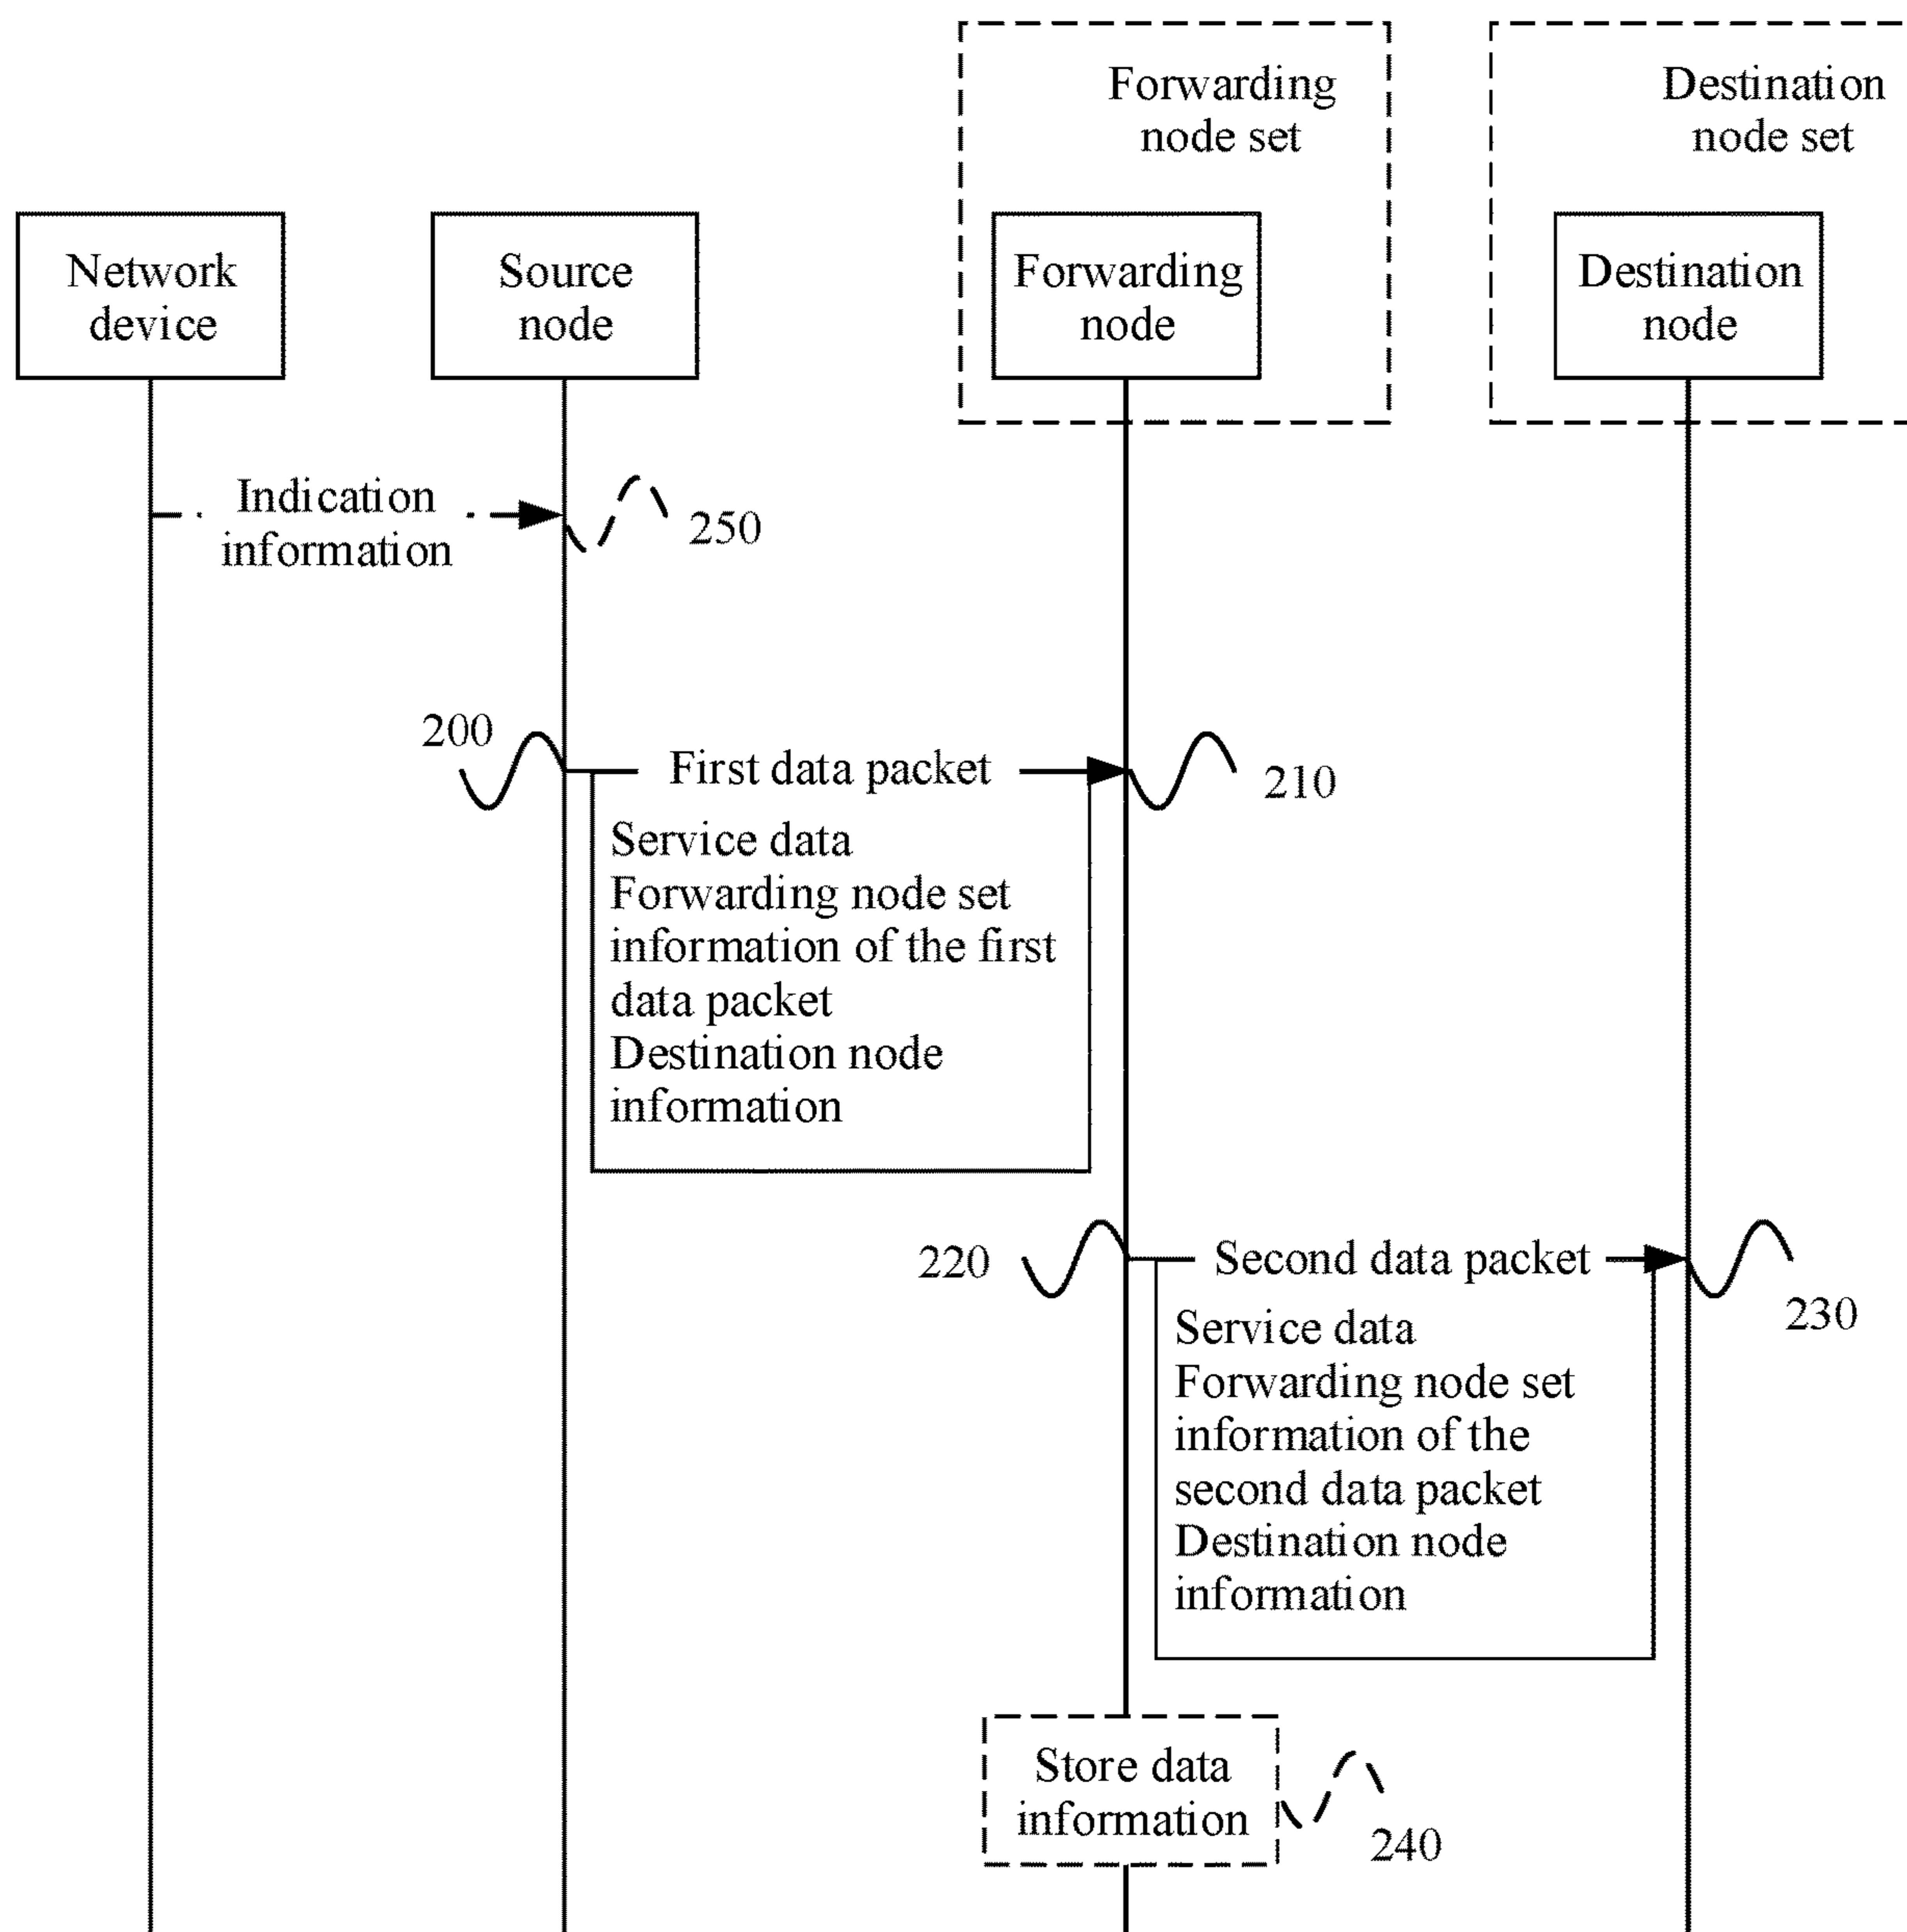 Forwarding
node set
Destination
node set
Network
device
Source
node
Forwarding
node
Destination
node
Indication
information
250
200
First data packet
210
Service data
Forwarding node set
information of the first
data packet
Destination node
information
220
Second data packet
230
Service data
Forwarding node set
information of the
second data packet
Destination node
information
Store data
information
240